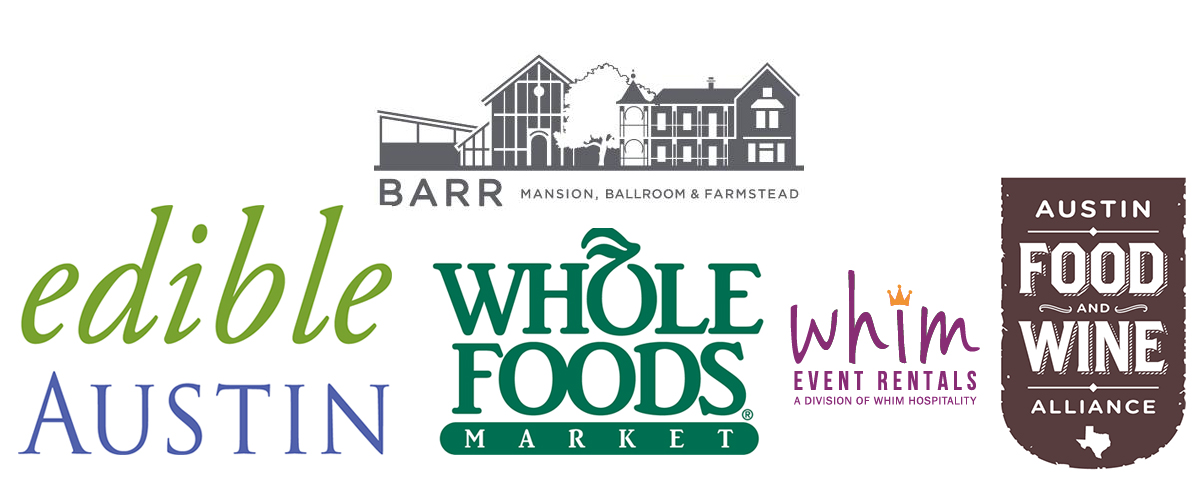 BARR MANSION, BALLROOM & FARMSTEAD
edible
AUSTIN
WHOLE
FOODS®
MARKET
whim
EVENT RENTALS
A DIVISION OF WHIM HOSPITALITY
AUSTIN
FOOD
AND
WINE
ALLIANCE